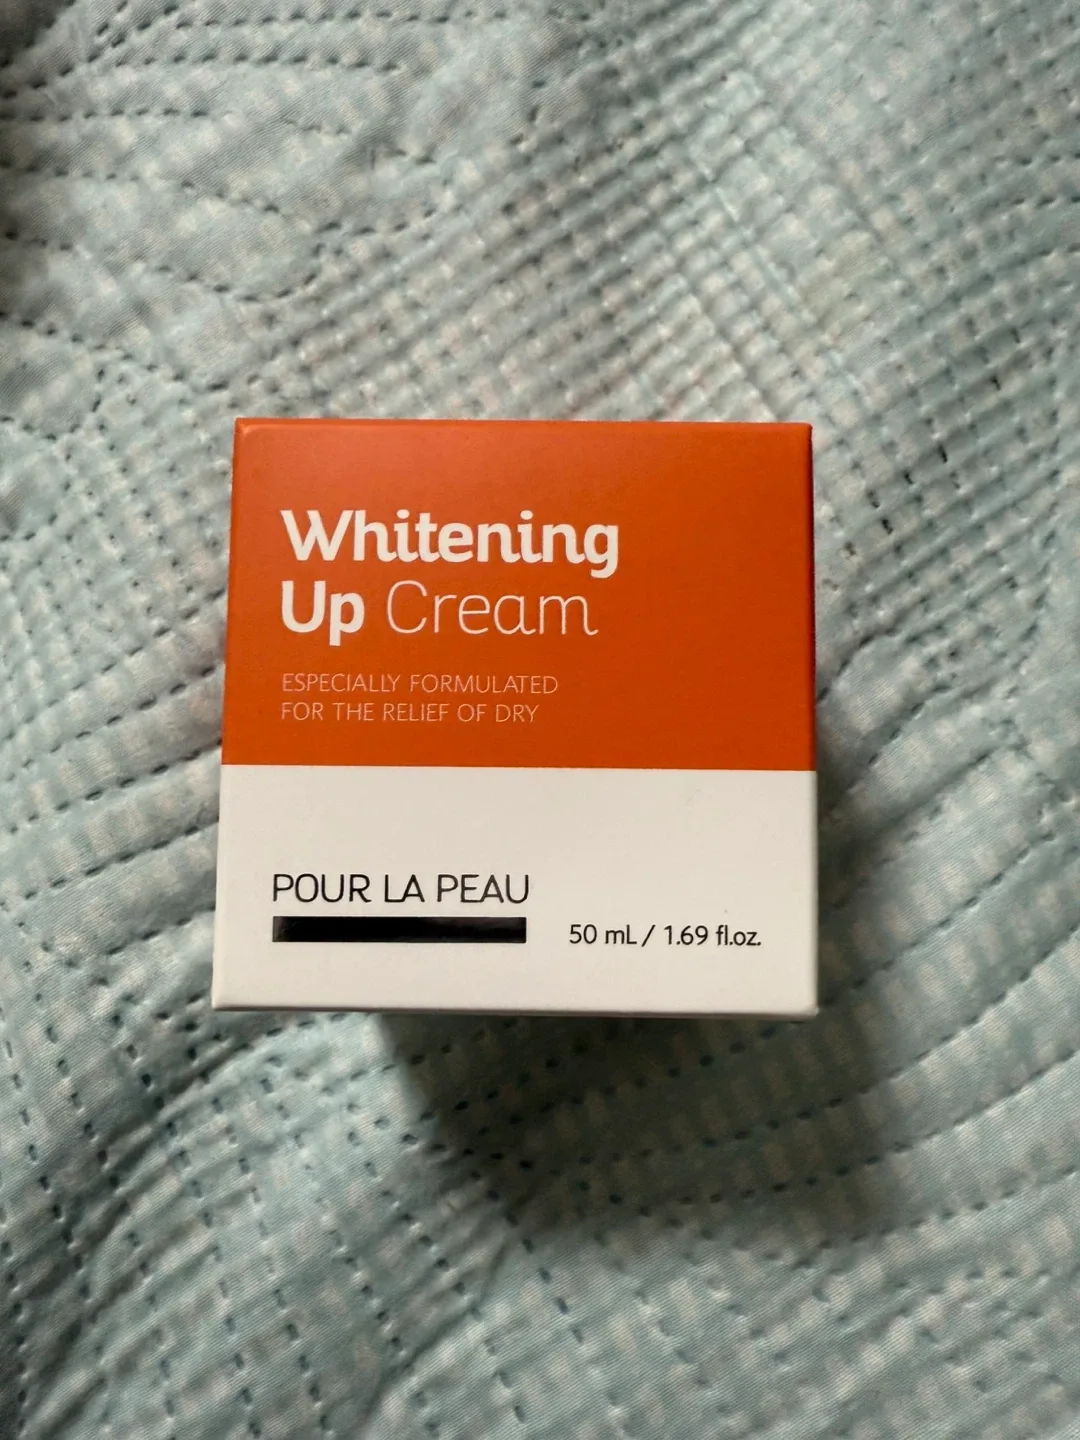 Whitening
Up Cream
ESPECIALLY FORMULATED
FOR THE RELIEF OF DRY
POUR LA PEAU
50 mL / 1.69 fl.oz.